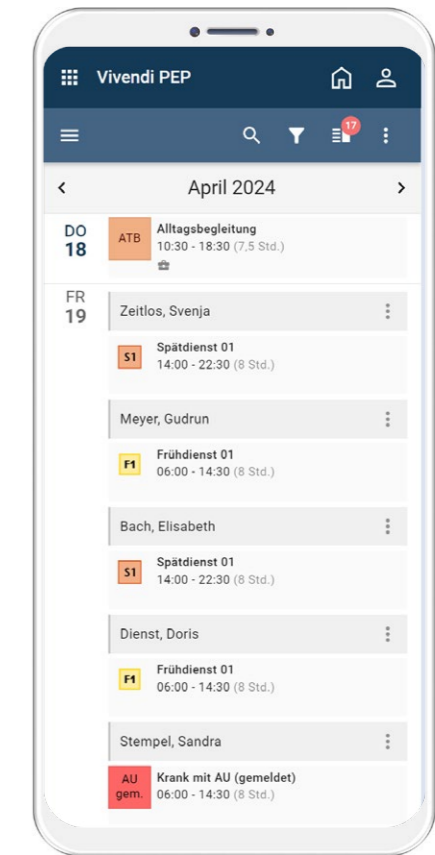 Vivendi PEP
17
April 2024
DO
18
ATB
Alltagsbegleitung
10:30 - 18:30 (7,5 Std.)
FR
19
Zeitlos, Svenja
S1
Spätdienst 01
14:00 - 22:30 (8 Std.)
Meyer, Gudrun
F1
Frühdienst 01
06:00 - 14:30 (8 Std.)
Bach, Elisabeth
S1
Spätdienst 01
14:00 - 22:30 (8 Std.)
Dienst, Doris
F1
Frühdienst 01
06:00 - 14:30 (8 Std.)
Stempel, Sandra
AU
gem.
Krank mit AU (gemeldet)
06:00 - 14:30 (8 Std.)